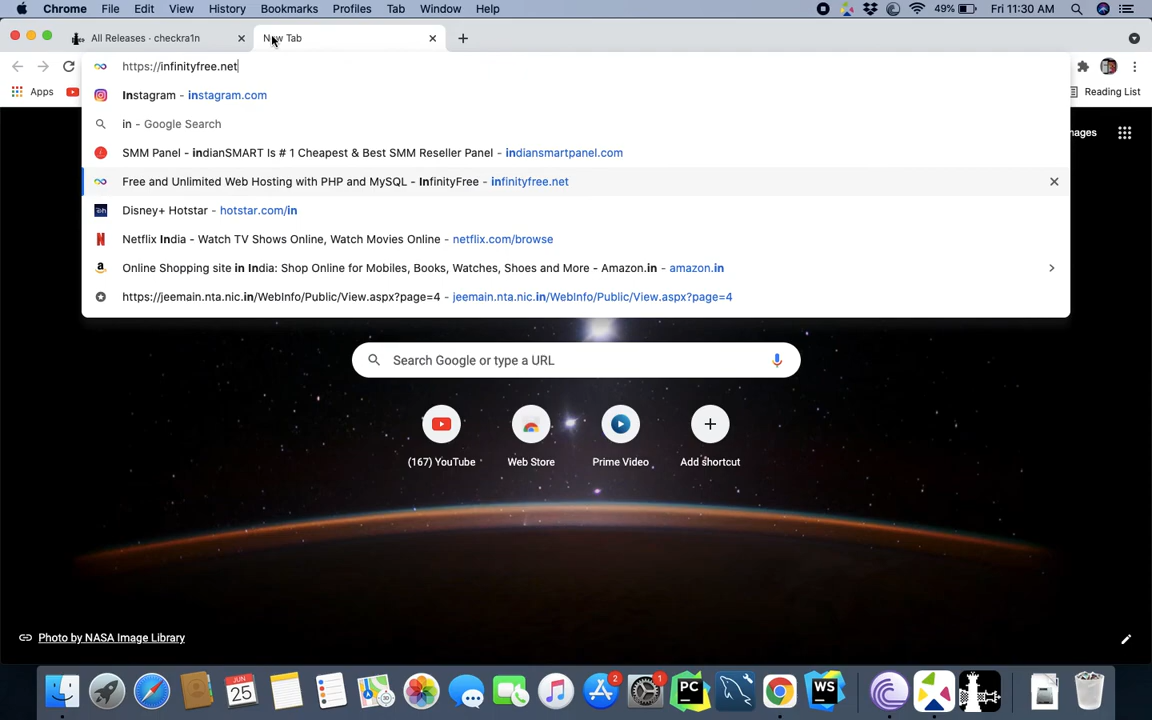 Chrome File Edit View History Bookmarks Profiles Tab Window Help 49% Fri 11:30 AM
All Releases - checkra1n New Tab
https://infinityfree.net
Apps Reading List
Instagram - instagram.com
in - Google Search
mages
SMM Panel - indianSMART Is # 1 Cheapest & Best SMM Reseller Panel - indiansmartpanel.com
Free and Unlimited Web Hosting with PHP and MySQL - InfinityFree - infinityfree.net
Disney+ Hotstar - hotstar.com/in
Netflix India - Watch TV Shows Online, Watch Movies Online - netflix.com/browse
Online Shopping site in India: Shop Online for Mobiles, Books, Watches, Shoes and More - Amazon.in - amazon.in
https://jeemain.nta.nic.in/WebInfo/Public/View.aspx?page=4 - jeemain.nta.nic.in/WebInfo/Public/View.aspx?page=4
Search Google or type a URL
(167) YouTube Web Store Prime Video Add shortcut
Photo by NASA Image Library
JUN
25
2
1
PC
WS